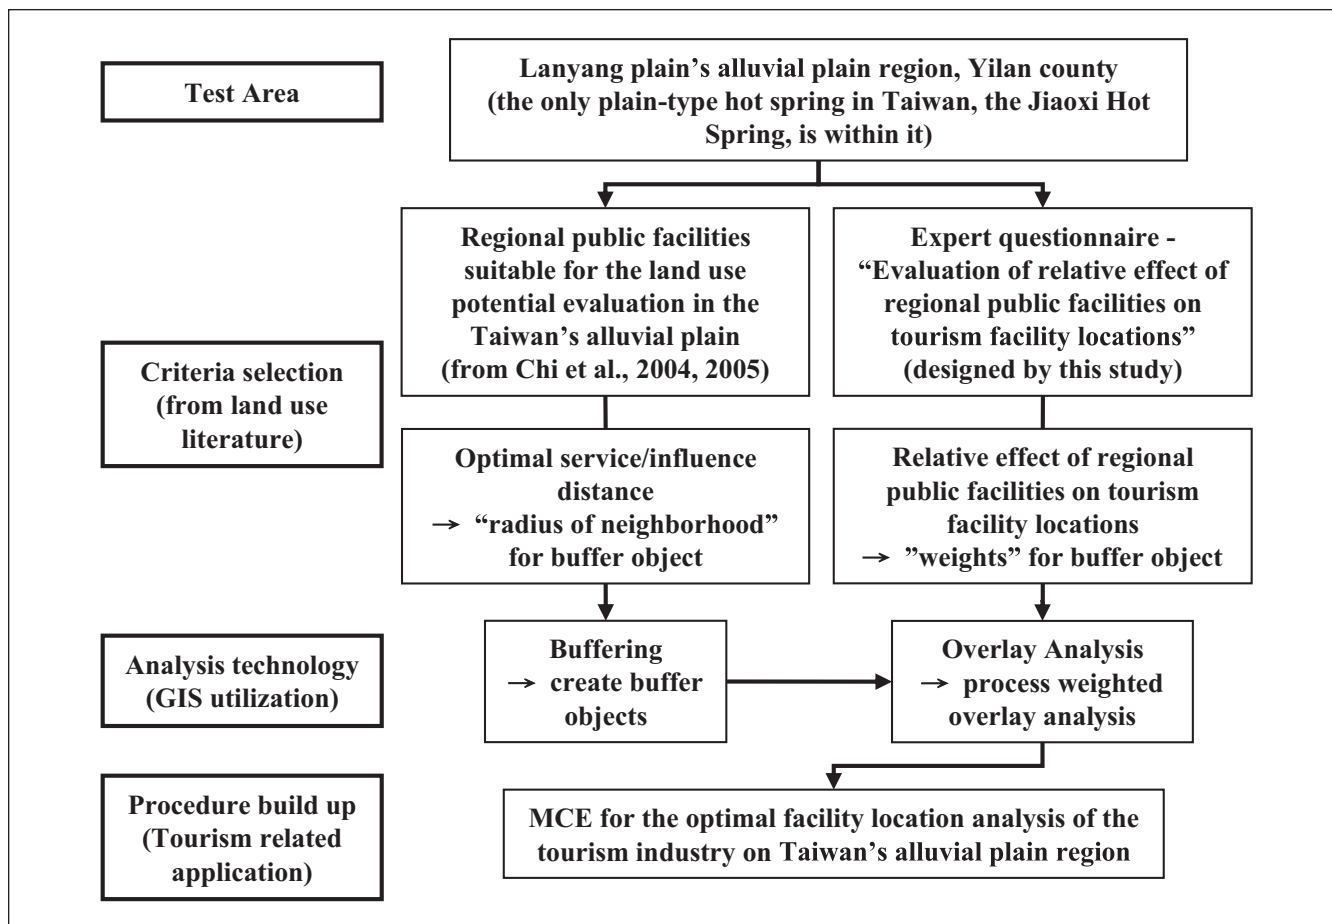 Test Area
Lanyang plain's alluvial plain region, Yilan county
(the only plain-type hot spring in Taiwan, the Jiaoxi Hot
Spring, is within it)
Criteria selection
(from land use
literature)
Regional public facilities
suitable for the land use
potential evaluation in the
Taiwan's alluvial plain
(from Chi et al., 2004, 2005)
Expert questionnaire -
“Evaluation of relative effect of
regional public facilities on
tourism facility locations”
(designed by this study)
Optimal service/influence
distance
→ “radius of neighborhood”
for buffer object
Relative effect of regional
public facilities on tourism
facility locations
→ ”weights” for buffer object
Analysis technology
(GIS utilization)
Buffering
→ create buffer
objects
Overlay Analysis
→ process weighted
overlay analysis
Procedure build up
(Tourism related
application)
MCE for the optimal facility location analysis of the
tourism industry on Taiwan's alluvial plain region